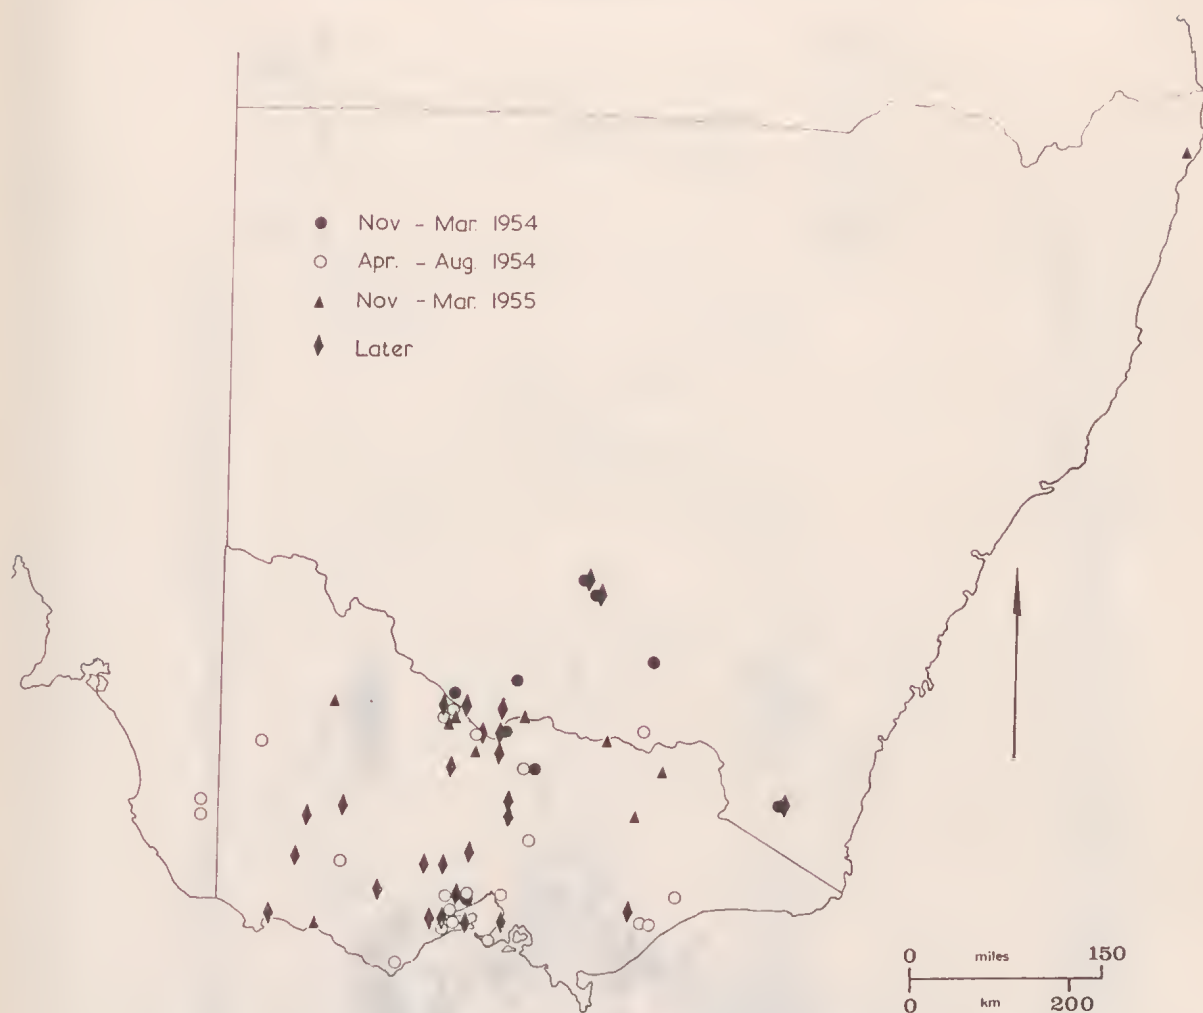 Nov - Mar. 1954
Apr. - Aug. 1954
Nov - Mar. 1955
Later
0 miles 150
0 km 200